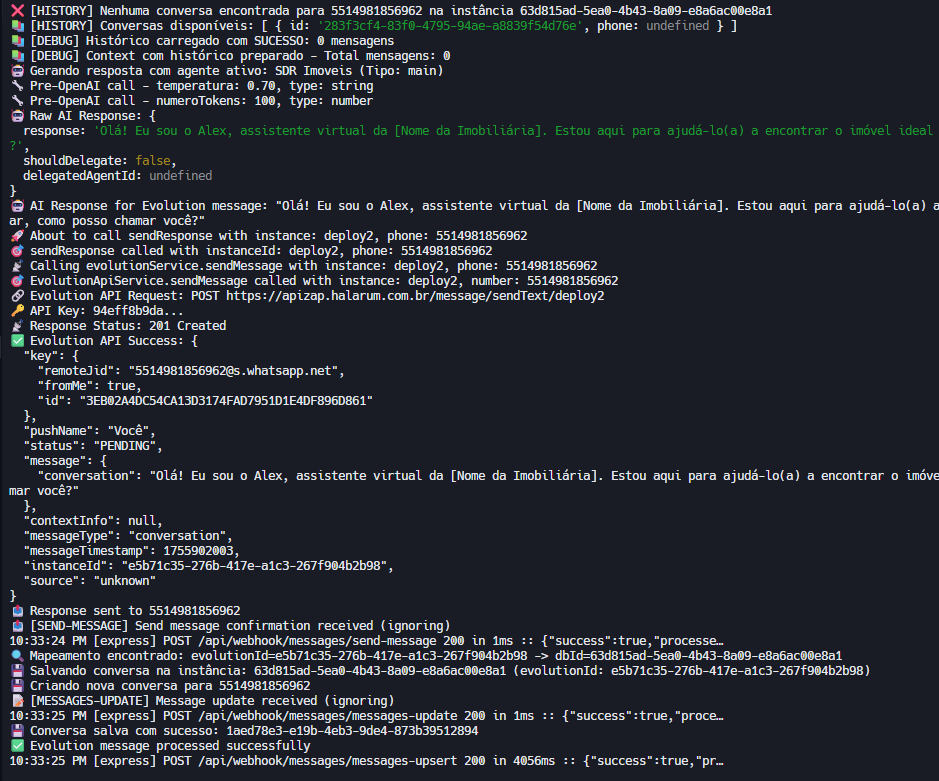 ❌ [HISTORY] Nenhuma conversa encontrada para 5514981856962 na instância 63d815ad-5ea0-4b43-8a09-e8a6ac00e8a1
📚 [HISTORY] Conversas disponíveis: [ { id: '283f3cf4-83f0-4795-94ae-a8839f54d76e', phone: undefined } ]
📚 [DEBUG] Histórico carregado com SUCESSO: 0 mensagens
📚 [DEBUG] Context com histórico preparado - Total mensagens: 0
🤖 Gerando resposta com agente ativo: SDR Imoveis (Tipo: main)
🔧 Pre-OpenAI call - temperatura: 0.70, type: string
🔧 Pre-OpenAI call - numeroTokens: 100, type: number
🤖 Raw AI Response: {
  response: 'Olá! Eu sou o Alex, assistente virtual da [Nome da Imobiliária]. Estou aqui para ajudá-lo(a) a encontrar o imóvel ideal
?',
  shouldDelegate: false,
  delegatedAgentId: undefined
}
🤖 AI Response for Evolution message: "Olá! Eu sou o Alex, assistente virtual da [Nome da Imobiliária]. Estou aqui para ajudá-lo(a) a
ar, como posso chamar você?"
🚀 About to call sendResponse with instance: deploy2, phone: 5514981856962
🎯 sendResponse called with instanceId: deploy2, phone: 5514981856962
📡 Calling evolutionService.sendMessage with instance: deploy2, phone: 5514981856962
🎯 EvolutionApiService.sendMessage called with instance: deploy2, number: 5514981856962
🔗 Evolution API Request: POST https://apizap.halarum.com.br/message/sendText/deploy2
🔑 API Key: 94eff8b9da...
📡 Response Status: 201 Created
✅ Evolution API Success: {
  "key": {
    "remoteJid": "5514981856962@s.whatsapp.net",
    "fromMe": true,
    "id": "3EB02A4DC54CA13D3174FAD7951D1E4DF896D861"
  },
  "pushName": "Você",
  "status": "PENDING",
  "message": {
    "conversation": "Olá! Eu sou o Alex, assistente virtual da [Nome da Imobiliária]. Estou aqui para ajudá-lo(a) a encontrar o imóve
mar você?"
  },
  "contextInfo": null,
  "messageType": "conversation",
  "messageTimestamp": 1755902003,
  "instanceId": "e5b71c35-276b-417e-a1c3-267f904b2b98",
  "source": "unknown"
}
📤 Response sent to 5514981856962
📤 [SEND-MESSAGE] Send message confirmation received (ignoring)
10:33:24 PM [express] POST /api/webhook/messages/send-message 200 in 1ms :: {"success":true,"processe…
🔍 Mapeamento encontrado: evolutionId=e5b71c35-276b-417e-a1c3-267f904b2b98 -> dbId=63d815ad-5ea0-4b43-8a09-e8a6ac00e8a1
💾 Salvando conversa na instância: 63d815ad-5ea0-4b43-8a09-e8a6ac00e8a1 (evolutionId: e5b71c35-276b-417e-a1c3-267f904b2b98)
💾 Criando nova conversa para 5514981856962
📝 [MESSAGES-UPDATE] Message update received (ignoring)
10:33:25 PM [express] POST /api/webhook/messages/messages-update 200 in 1ms :: {"success":true,"proce…
💾 Conversa salva com sucesso: 1aed78e3-e19b-4eb3-9de4-873b39512894
✅ Evolution message processed successfully
10:33:25 PM [express] POST /api/webhook/messages/messages-upsert 200 in 4056ms :: {"success":true,"pr…